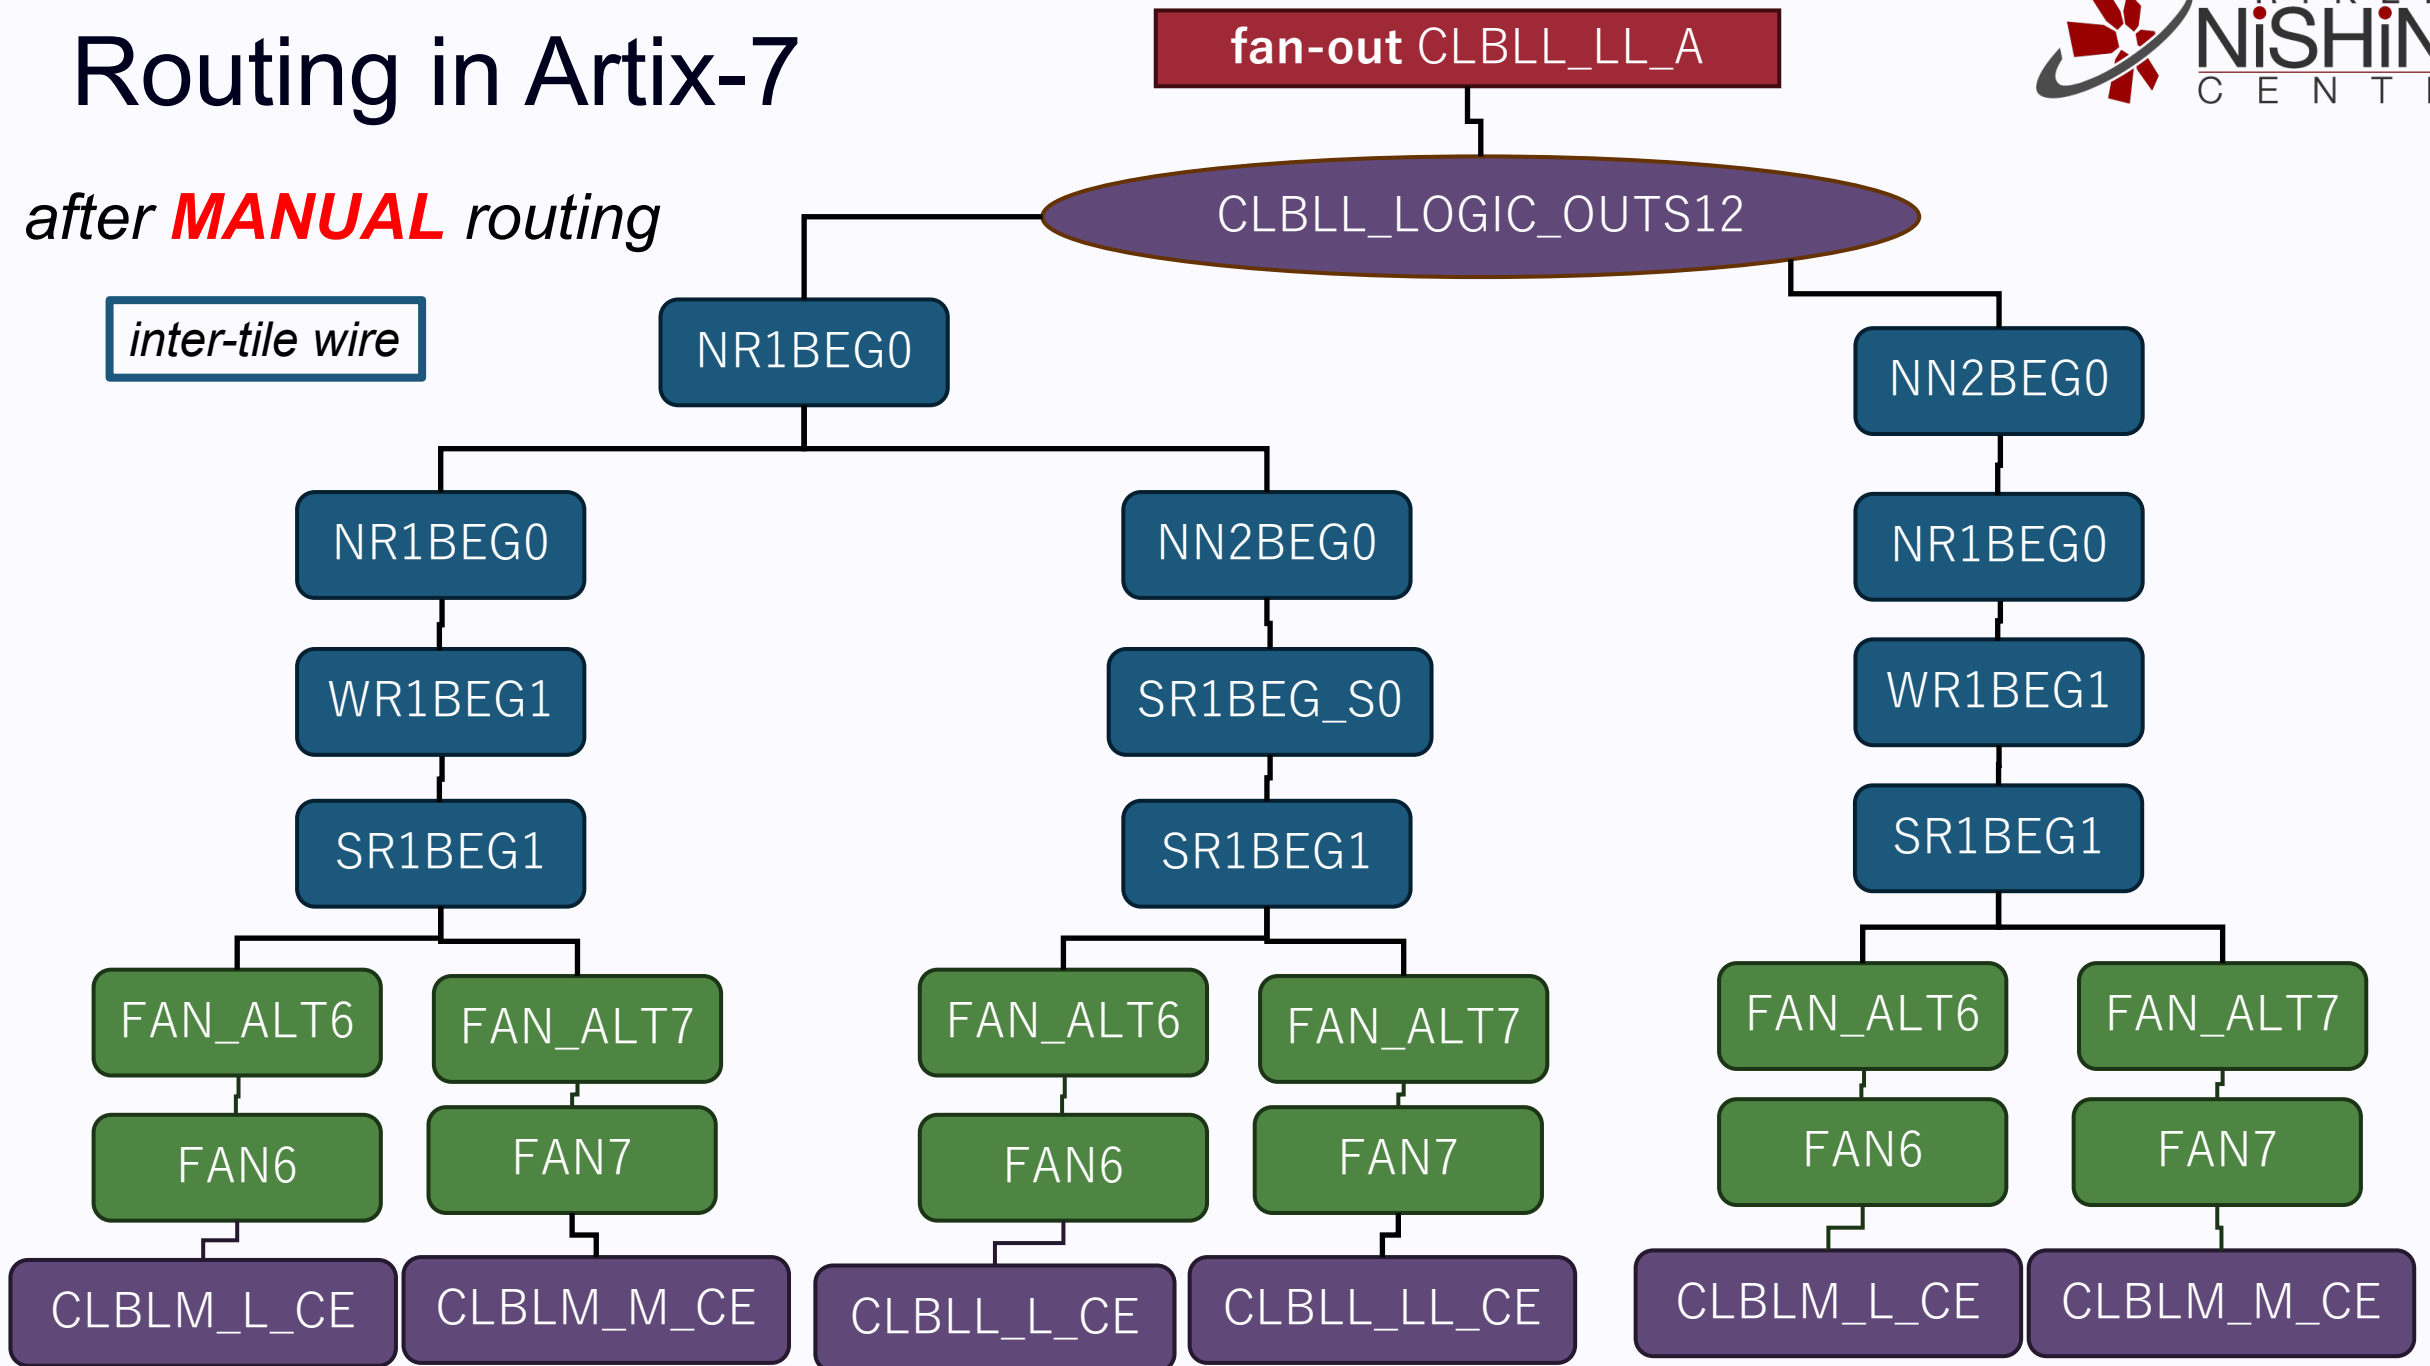 Routing in Artix-7
fan-out CLBLL_LL_A
NiSHiN
CENT
after MANUAL routing
CLBLL_LOGIC_OUTS12
inter-tile wire
NR1BEG0
NN2BEG0
NR1BEG0
NN2BEG0
NR1BEG0
WR1BEG1
SR1BEG_S0
WR1BEG1
SR1BEG1
SR1BEG1
SR1BEG1
FAN_ALT6
FAN_ALT7
FAN_ALT6
FAN_ALT7
FAN_ALT6
FAN_ALT7
FAN6
FAN7
FAN6
FAN7
FAN6
FAN7
CLBLM_L_CE
CLBLM_M_CE
CLBLL_L_CE
CLBLL_LL_CE
CLBLM_L_CE
CLBLM_M_CE